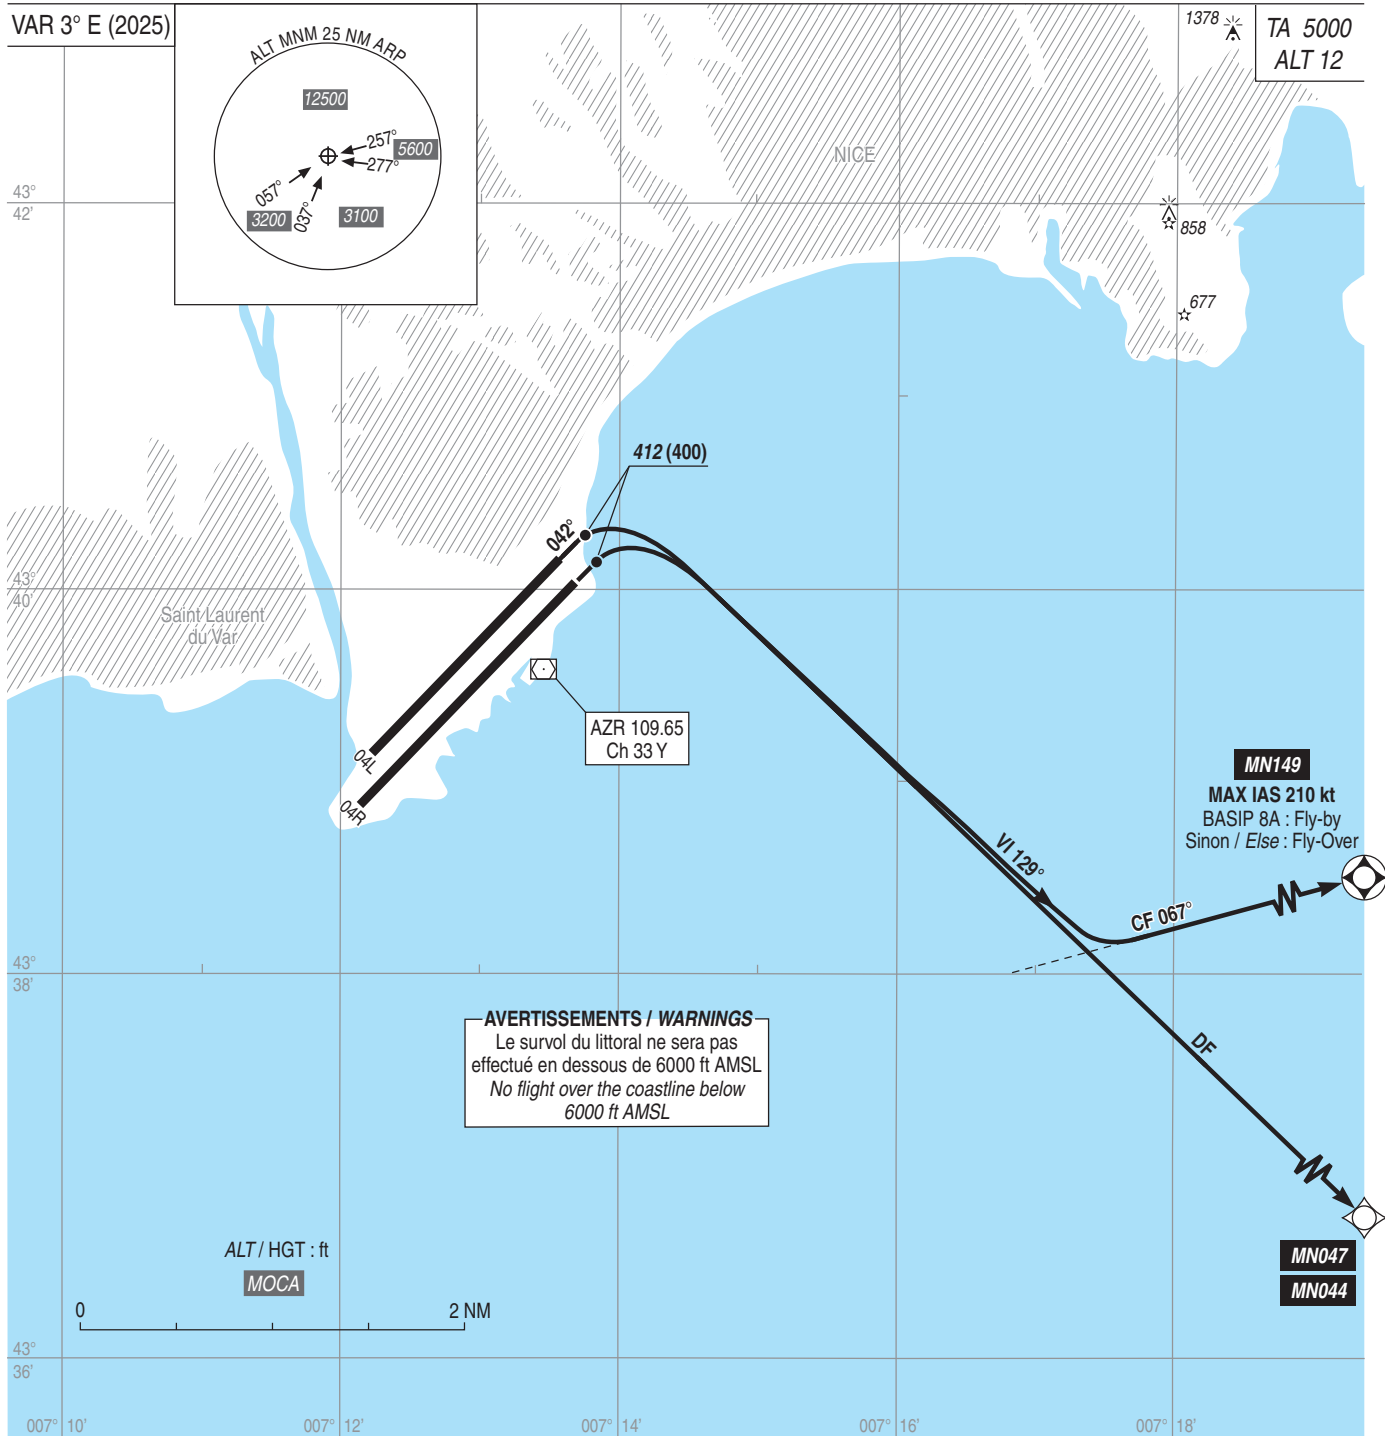 VAR 3° E (2025)
ALT MNM 25 NM ARP
12500
257°
5600
277°
057°
037°
3200
3100
1378
TA 5000
ALT 12
NICE
43°
42'
858
677
412 (400)
042°
43°
40'
Saint Laurent
du Var
AZR 109.65
Ch 33 Y
04L
04R
MN149
MAX IAS 210 kt
BASIP 8A : Fly-by
Sinon / Else : Fly-Over
VI 129°
CF 067°
43°
38'
AVERTISSEMENTS / WARNINGS
Le survol du littoral ne sera pas
effectué en dessous de 6000 ft AMSL
No flight over the coastline below
6000 ft AMSL
DF
ALT / HGT : ft
MOCA
0
2 NM
MN047
MN044
43°
36'
007° 10'
007° 12'
007° 14'
007° 16'
007° 18'